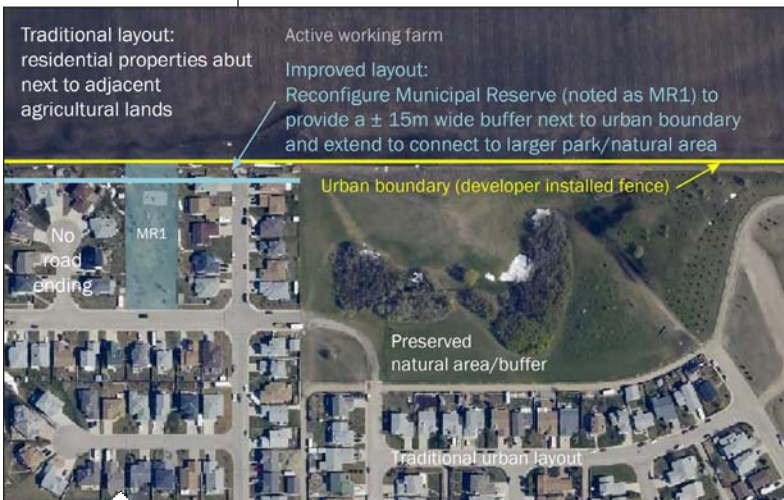 Traditional layout:
residential properties abut
next to adjacent
agricultural lands
Active working farm
Improved layout:
Reconfigure Municipal Reserve (noted as MR1) to
provide a ± 15m wide buffer next to urban boundary
and extend to connect to larger park/natural area
Urban boundary (developer installed fence)
No
road
ending
MR1
Preserved
natural area/buffer
Traditional urban layout